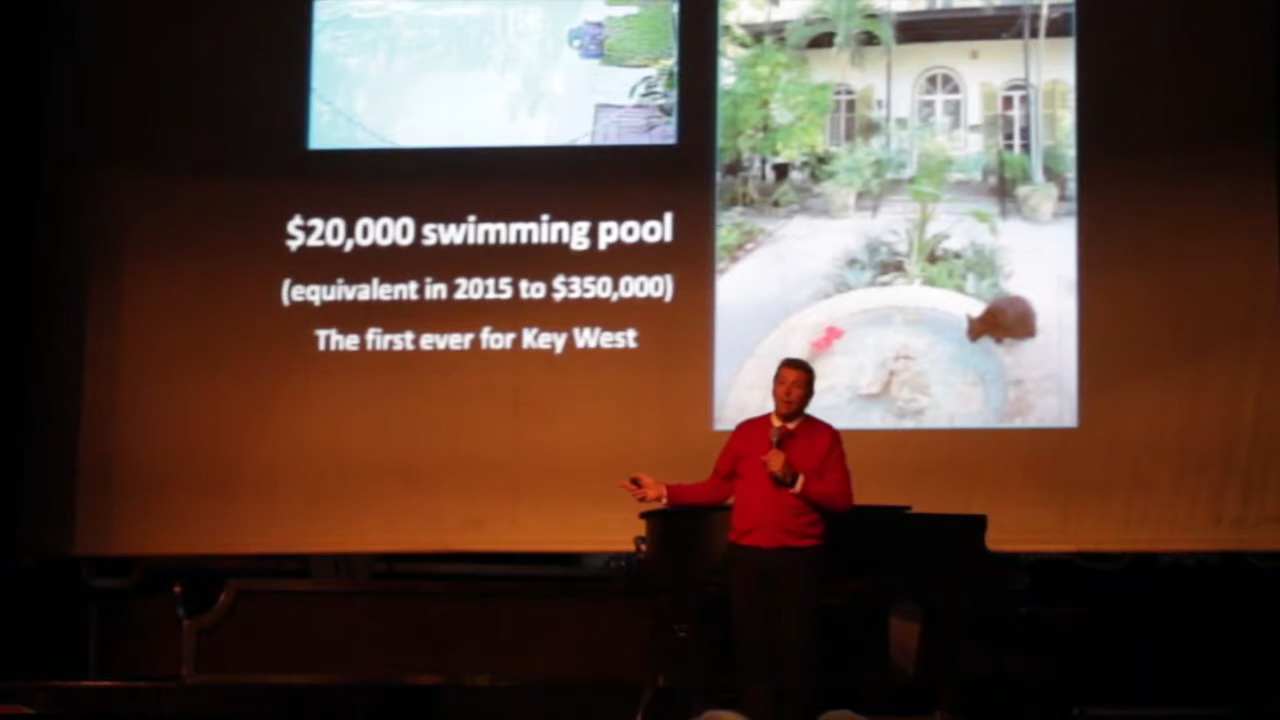 $20,000 swimming pool
(equivalent in 2015 to $350,000)
The first ever for Key West